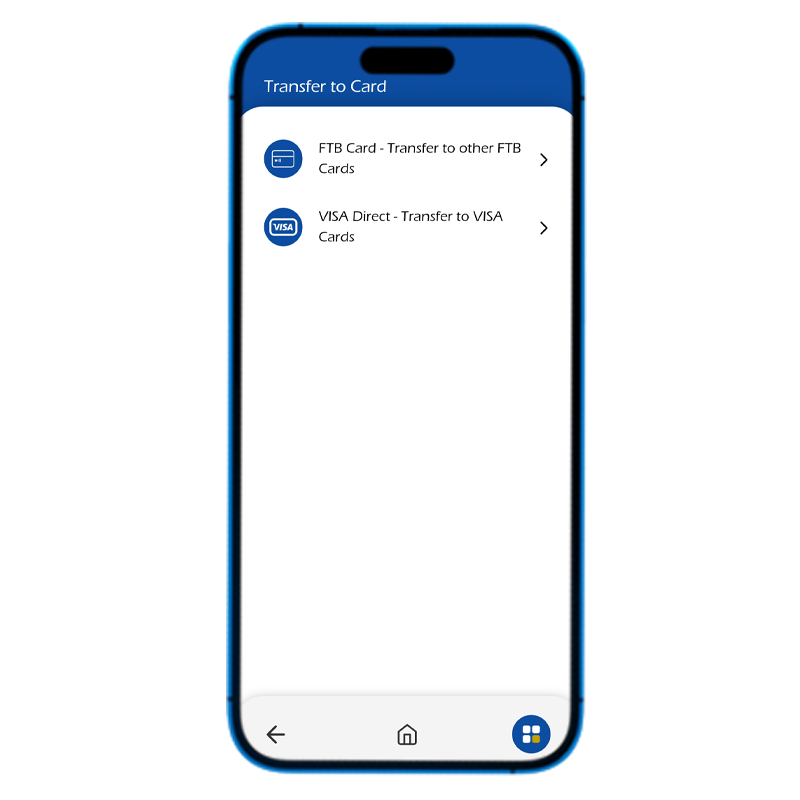 Transfer to Card
FTB Card - Transfer to other FTB
Cards
VISA
VISA Direct - Transfer to VISA
Cards